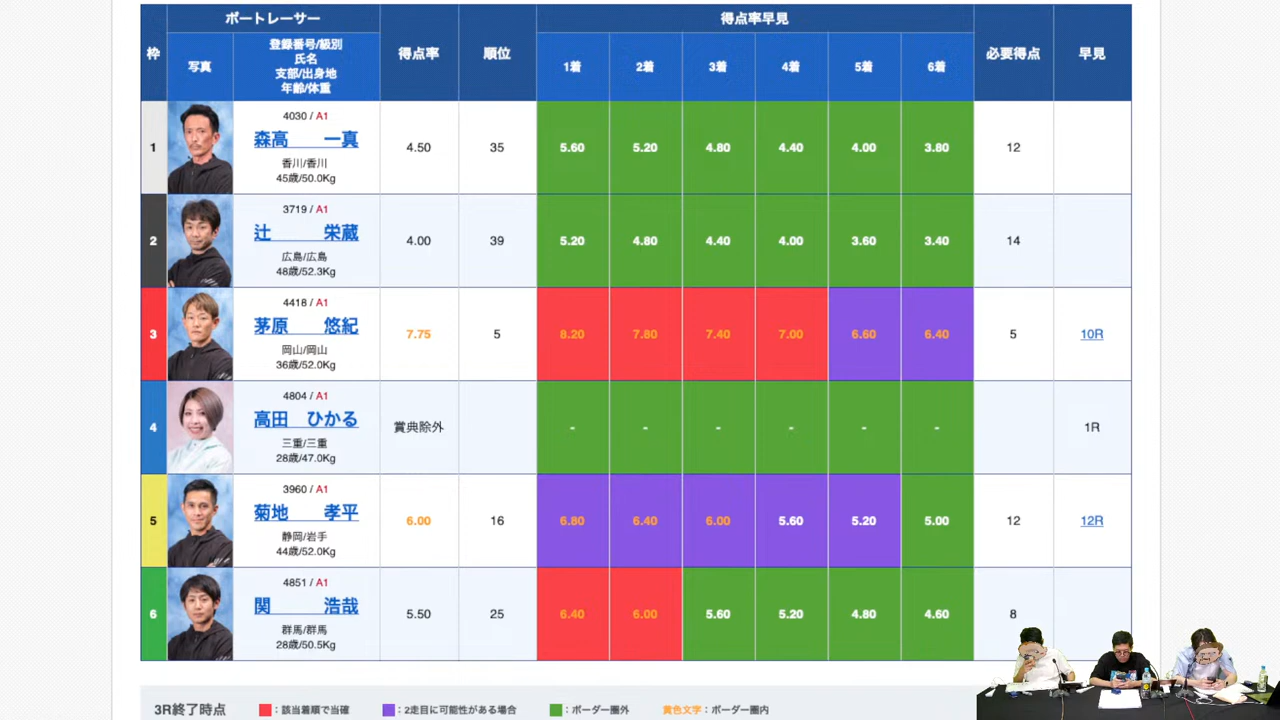 枠 ボートレーサー 得点率 順位 得点率早見 必要得点 早見
写真 登録番号/級別 1着 2着 3着 4着 5着 6着
氏名
支部/出身地
年齢/体重
4030 / A1
1 森高 一真 4.50 35 5.60 5.20 4.80 4.40 4.00 3.80 12
香川/香川
45歳/50.0Kg
3719 / A1
2 辻 栄蔵 4.00 39 5.20 4.80 4.40 4.00 3.60 3.40 14
広島/広島
48歳/52.3Kg
4418 / A1
3 茅原 悠紀 7.75 5 8.20 7.80 7.40 7.00 6.60 6.40 5 10R
岡山/岡山
36歳/52.0Kg
4804 / A1
4 高田 ひかる 賞典除外 - - - - - - 1R
三重/三重
28歳/47.0Kg
3960 / A1
5 菊地 孝平 6.00 16 6.80 6.40 6.00 5.60 5.20 5.00 12 12R
静岡/岩手
44歳/52.0Kg
4851 / A1
6 関 浩哉 5.50 25 6.40 6.00 5.60 5.20 4.80 4.60 8
群馬/群馬
28歳/50.5Kg
3R終了時点 ：該当着順で当確 ：2走目に可能性がある場合 ：ボーダー圏外 黄色文字：ボーダー圏内